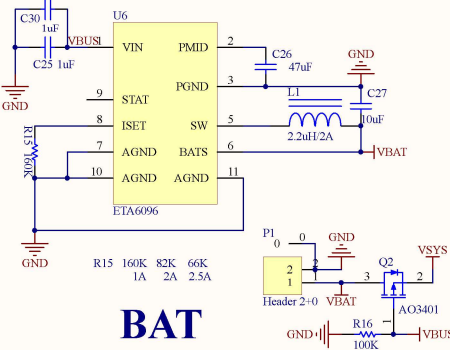 U6
C30
1uF
VBUS 1 VIN PMID 2
C25 1uF
C26
47uF
GND
PGND 3
GND
9 STAT
L1
C27
10uF
8 ISET SW 5
2.2uH/2A
R15 160K
7 AGND BATS 6
VBAT
10 AGND AGND 11
ETA6096
GND
R15 160K 82K 66K
1A 2A 2.5A
P1
0 0
GND
Q2
VSYS
2 2
1 1
3 2
Header 2+0
VBAT
AO3401
BAT
1
GND
R16
100K
VBUS